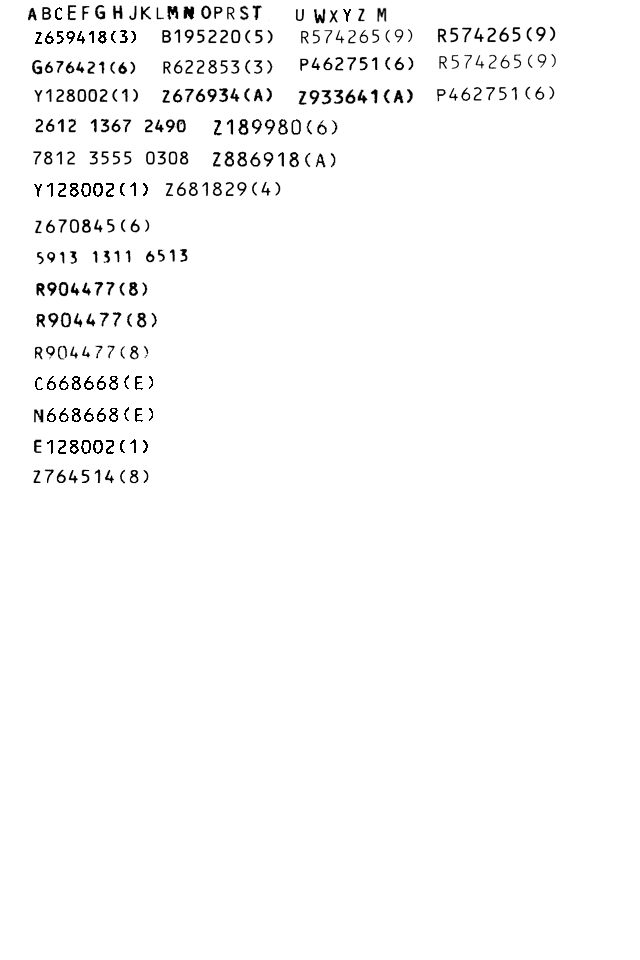 ABCEFGHJKLMNOPRST U WXYZ M
Z659418(3) B195220(5) R574265(9) R574265(9)
G676421(6) R622853(3) P462751(6) R574265(9)
Y128002(1) Z676934(A) Z933641(A) P462751(6)
2612 1367 2490 Z189980(6)
7812 3555 0308 Z886918(A)
Y128002(1) Z681829(4)
Z670845(6)
5913 1311 6513
R904477(8)
R904477(8)
R904477(8)
C668668(E)
N668668(E)
E128002(1)
Z764514(8)